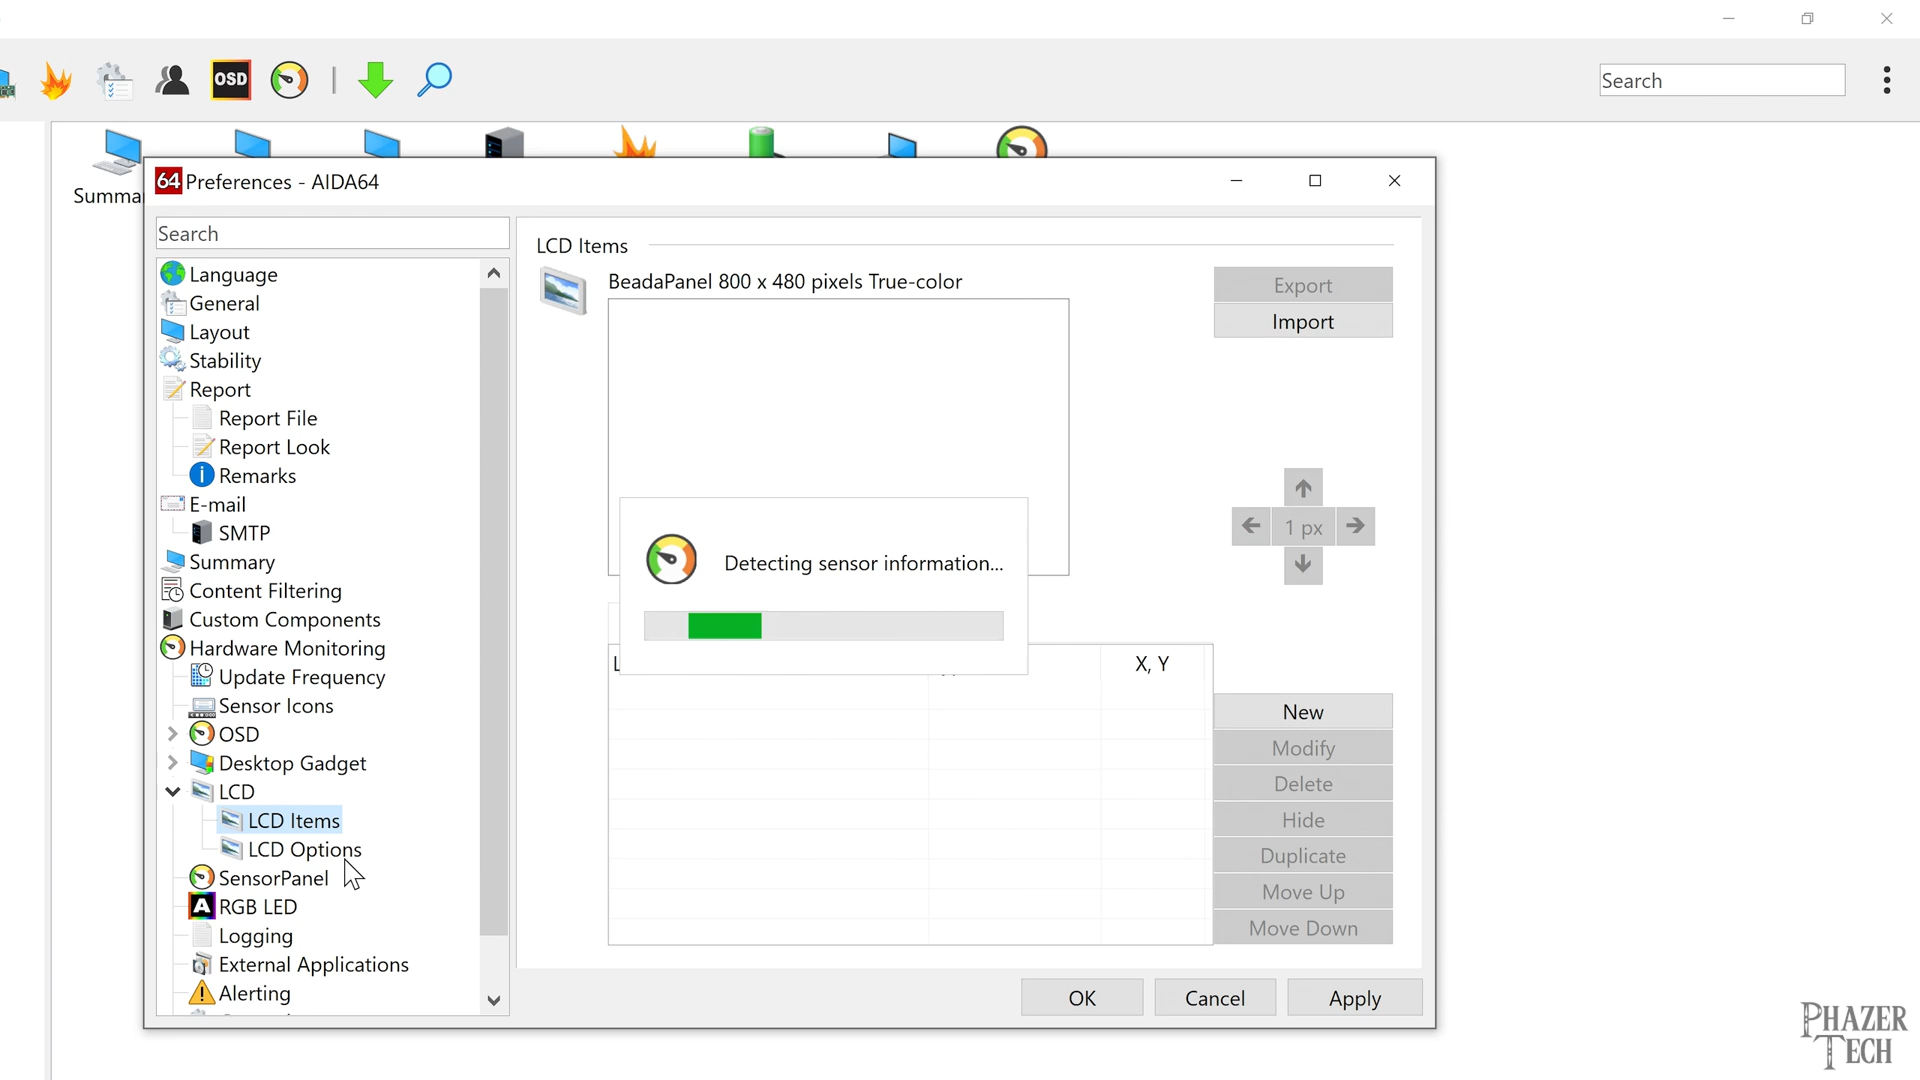 OSD
Search
Summa
64 Preferences - AIDA64
Search
Language
General
Layout
Stability
Report
Report File
Report Look
Remarks
E-mail
SMTP
Summary
Content Filtering
Custom Components
Hardware Monitoring
Update Frequency
Sensor Icons
OSD
Desktop Gadget
LCD
LCD Items
LCD Options
SensorPanel
RGB LED
Logging
External Applications
Alerting
LCD Items
BeadaPanel 800 x 480 pixels True-color
Export
Import
1 px
Detecting sensor information...
X, Y
New
Modify
Delete
Hide
Duplicate
Move Up
Move Down
OK
Cancel
Apply
PHAZER
TECH